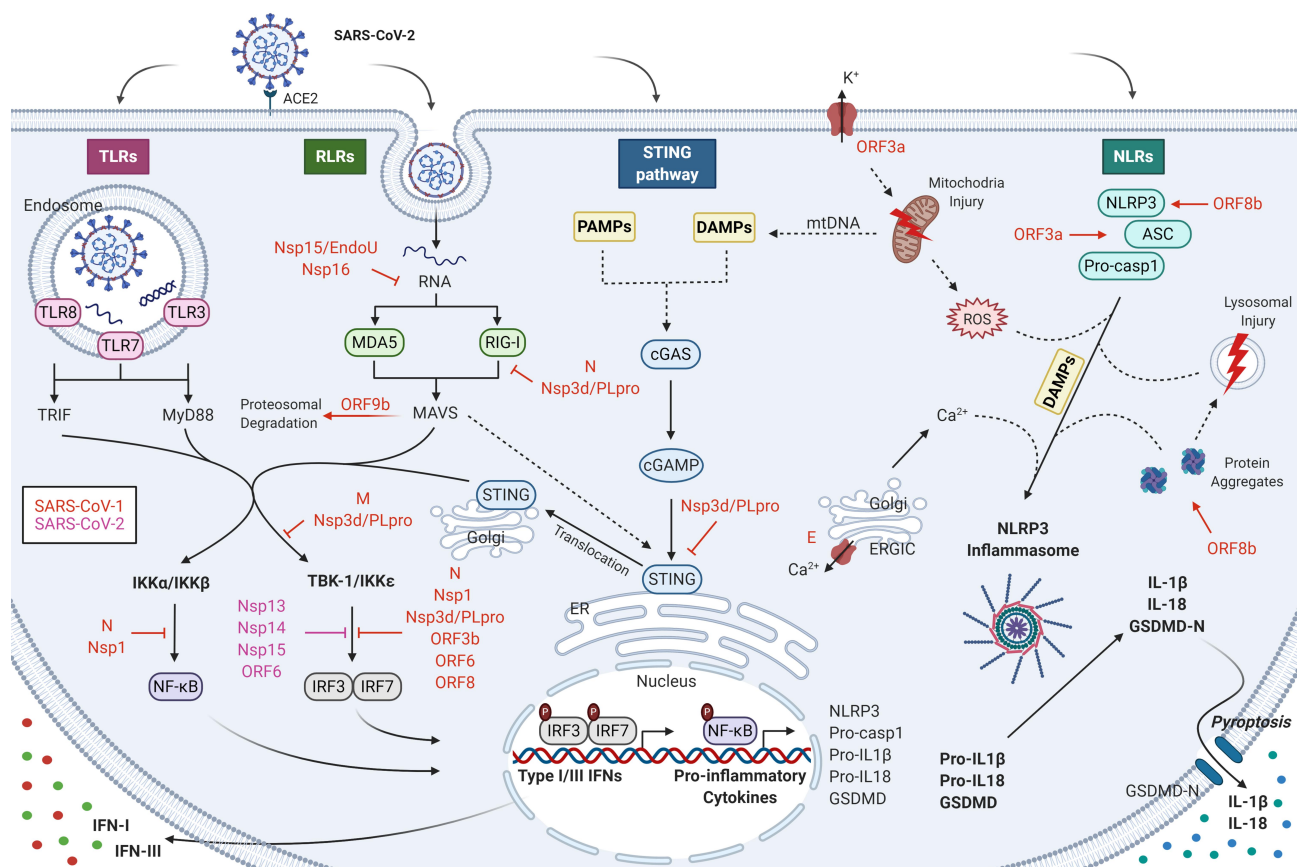 SARS-CoV-2
ACE2
K⁺
TLRs
RLRs
STING
pathway
NLRs
ORF3a
Mitochodria
Injury
Endosome
TLR8
TLR7
TLR3
TRIF
MyD88
Nsp15/EndoU
Nsp16
RNA
MDA5
RIG-I
N
Nsp3d/PLpro
Proteosomal
Degradation
ORF9b
MAVS
PAMPs
DAMPs
mtDNA
cGAS
cGAMP
Nsp3d/PLpro
STING
ER
Translocation
STING
Golgi
NLRP3
ORF8b
ORF3a
ASC
Pro-casp1
ROS
Lysosomal
Injury
DAMPs
Ca²⁺
Golgi
ERGIC
E
Ca²⁺
Protein
Aggregates
ORF8b
NLRP3
Inflammasome
SARS-CoV-1
SARS-CoV-2
M
Nsp3d/PLpro
IKKα/IKKβ
TBK-1/IKKε
N
Nsp1
NF-κB
Nsp13
Nsp14
Nsp15
ORF6
N
Nsp1
Nsp3d/PLpro
ORF3b
ORF6
ORF8
IRF3
IRF7
Nucleus
P
P
P
IRF3
IRF7
NF-κB
Type I/III IFNs
Pro-inflammatory
Cytokines
NLRP3
Pro-casp1
Pro-IL1β
Pro-IL18
GSDMD
Pro-IL1β
Pro-IL18
GSDMD
IL-1β
IL-18
GSDMD-N
Pyroptosis
GSDMD-N
IL-1β
IL-18
IFN-I
IFN-III